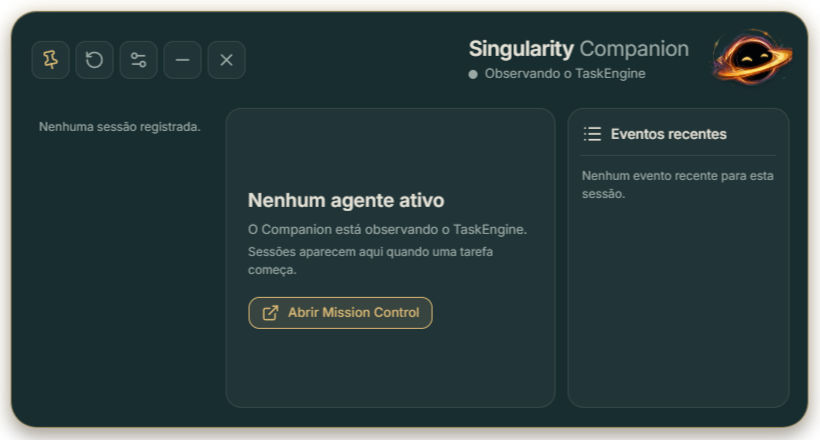 Singularity Companion
Observando o TaskEngine
Nenhuma sessão registrada.
Nenhum agente ativo
O Companion está observando o TaskEngine.
Sessões aparecem aqui quando uma tarefa
começa.
Abrir Mission Control
Eventos recentes
Nenhum evento recente para esta
sessão.